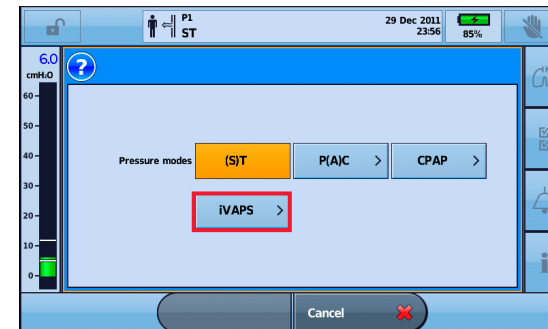 P1
ST
29 Dec 2011
23:56
85%
6.0
cmH₂O
60
50
40
30
20
10
0
?
Pressure modes
(S)T
P(A)C >
CPAP >
iVAPS >
Cancel
i